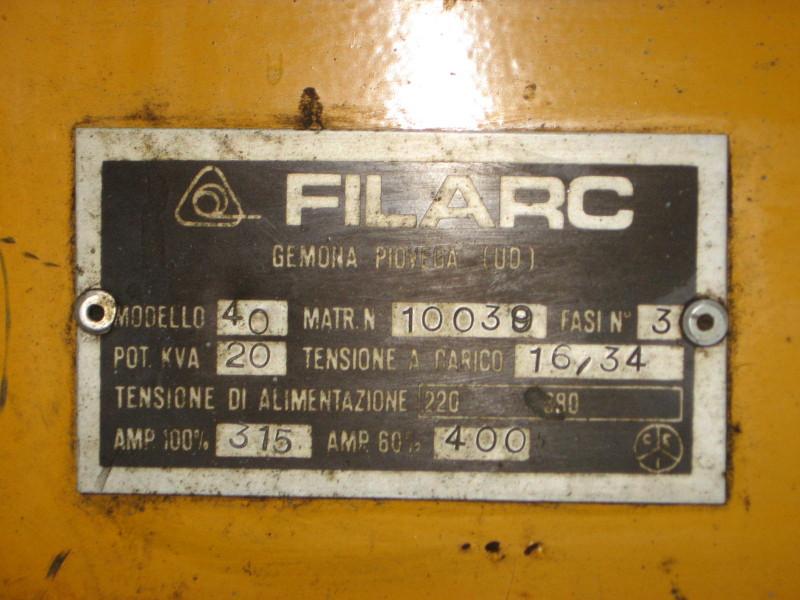 FILARC
GEMONA PIOVEGA (UD)
MODELLO 40 MATR. N 10039 FASI N° 3
POT. KVA 20 TENSIONE A CARICO 16/34
TENSIONE DI ALIMENTAZIONE 220 380
AMP. 100% 315 AMP. 60% 400